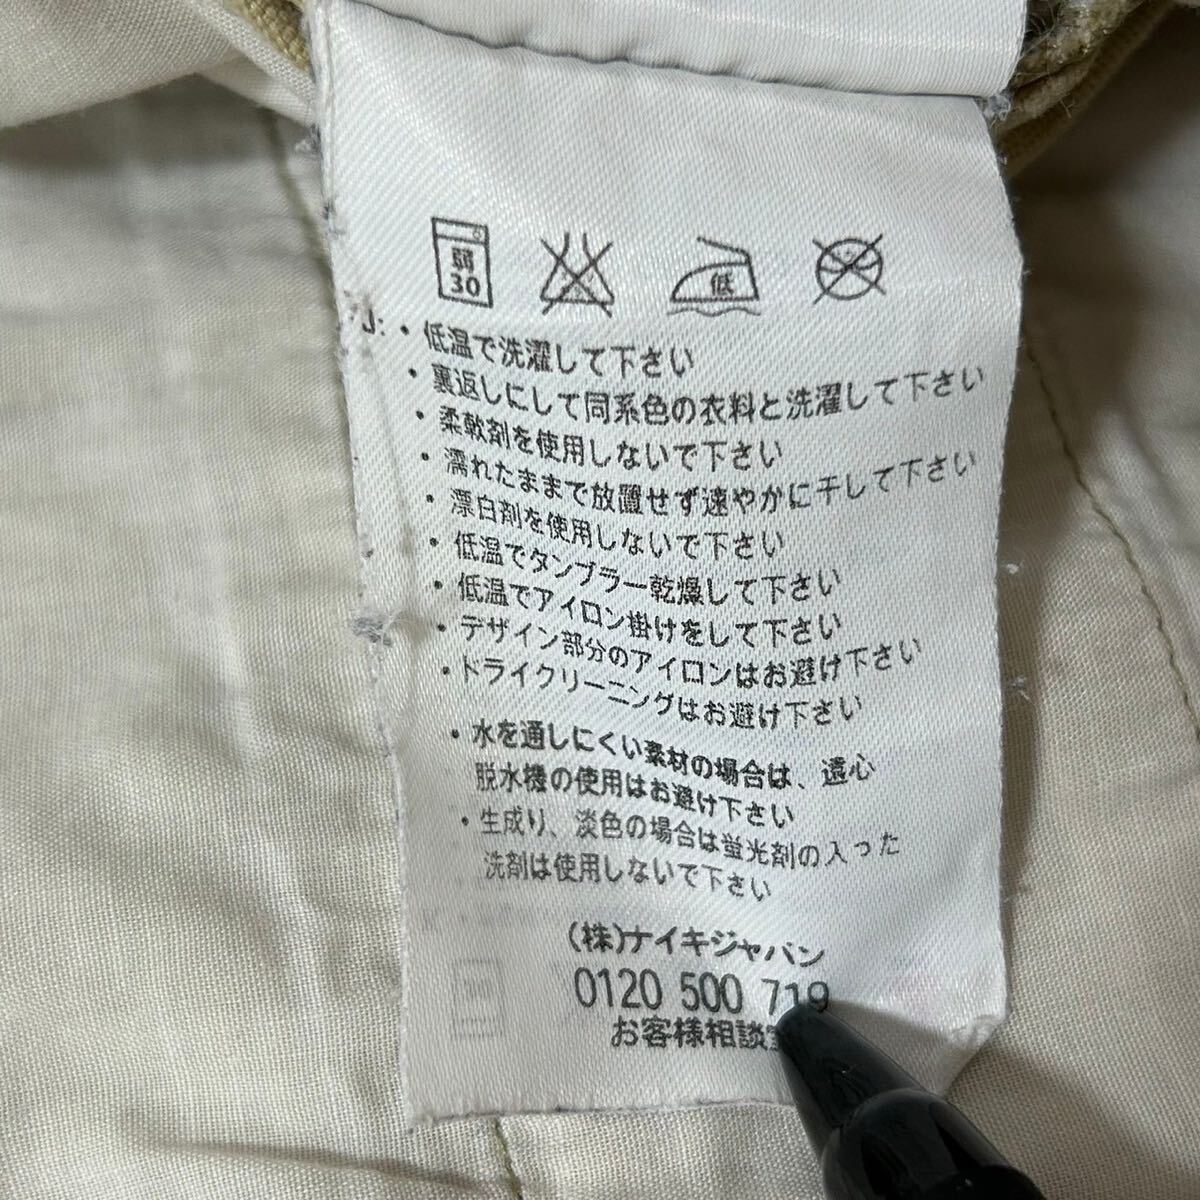 弱
30
低
・低温で洗濯して下さい
・裏返しにして同系色の衣料と洗濯して下さい
・柔軟剤を使用しないで下さい
・濡れたままで放置せず速やかに干して下さい
・漂白剤を使用しないで下さい
・低温でタンブラー乾燥して下さい
・低温でアイロン掛けをして下さい
・デザイン部分のアイロンはお避け下さい
・ドライクリーニングはお避け下さい
・水を通しにくい素材の場合は、遠心
脱水機の使用はお避け下さい
・生成り、淡色の場合は蛍光剤の入った
洗剤は使用しないで下さい
(株)ナイキジャパン
0120 500 719
お客様相談